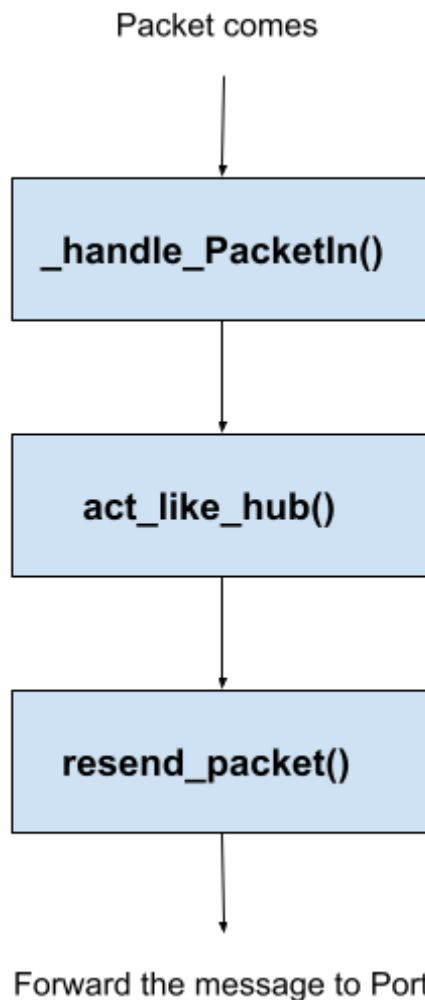 Packet comes
_handle_PacketIn()
act_like_hub()
resend_packet()
Forward the message to Port